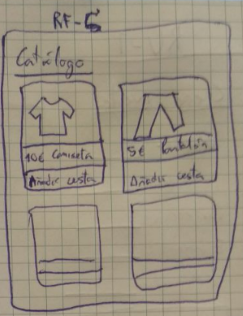 RF-5
Catálogo
10€ Camiseta
5€ Pantalón
Añadir cesta
Añadir cesta